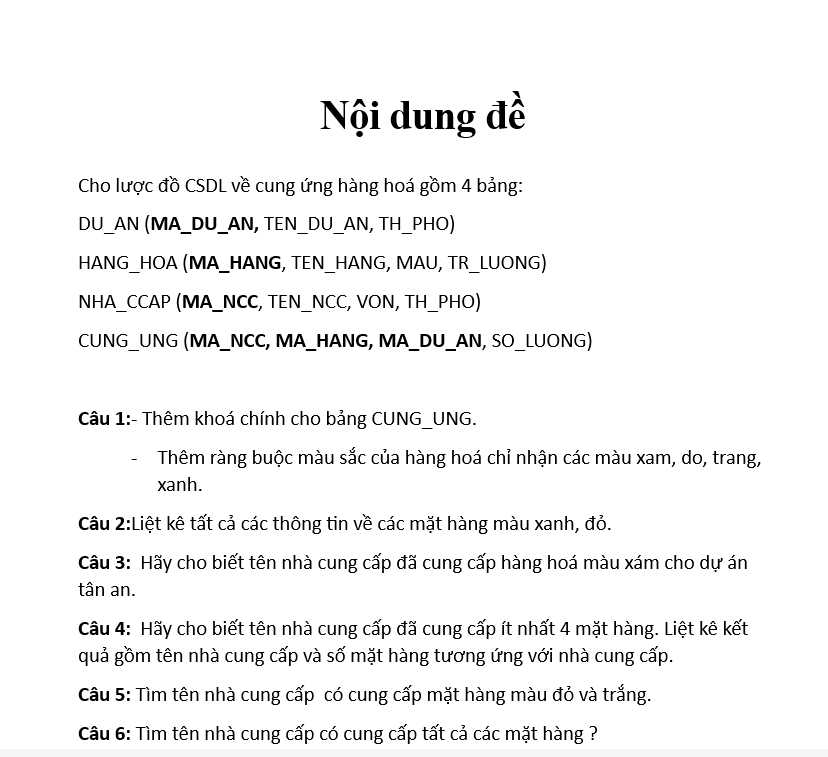 Nội dung đề
Cho lược đồ CSDL về cung ứng hàng hoá gồm 4 bảng:
DU_AN (MA_DU_AN, TEN_DU_AN, TH_PHO)
HANG_HOA (MA_HANG, TEN_HANG, MAU, TR_LUONG)
NHA_CCAP (MA_NCC, TEN_NCC, VON, TH_PHO)
CUNG_UNG (MA_NCC, MA_HANG, MA_DU_AN, SO_LUONG)
Câu 1:- Thêm khoá chính cho bảng CUNG_UNG.
- Thêm ràng buộc màu sắc của hàng hoá chỉ nhận các màu xam, do, trang,
xanh.
Câu 2:Liệt kê tất cả các thông tin về các mặt hàng màu xanh, đỏ.
Câu 3: Hãy cho biết tên nhà cung cấp đã cung cấp hàng hoá màu xám cho dự án
tân an.
Câu 4: Hãy cho biết tên nhà cung cấp đã cung cấp ít nhất 4 mặt hàng. Liệt kê kết
quả gồm tên nhà cung cấp và số mặt hàng tương ứng với nhà cung cấp.
Câu 5: Tìm tên nhà cung cấp có cung cấp mặt hàng màu đỏ và trắng.
Câu 6: Tìm tên nhà cung cấp có cung cấp tất cả các mặt hàng ?